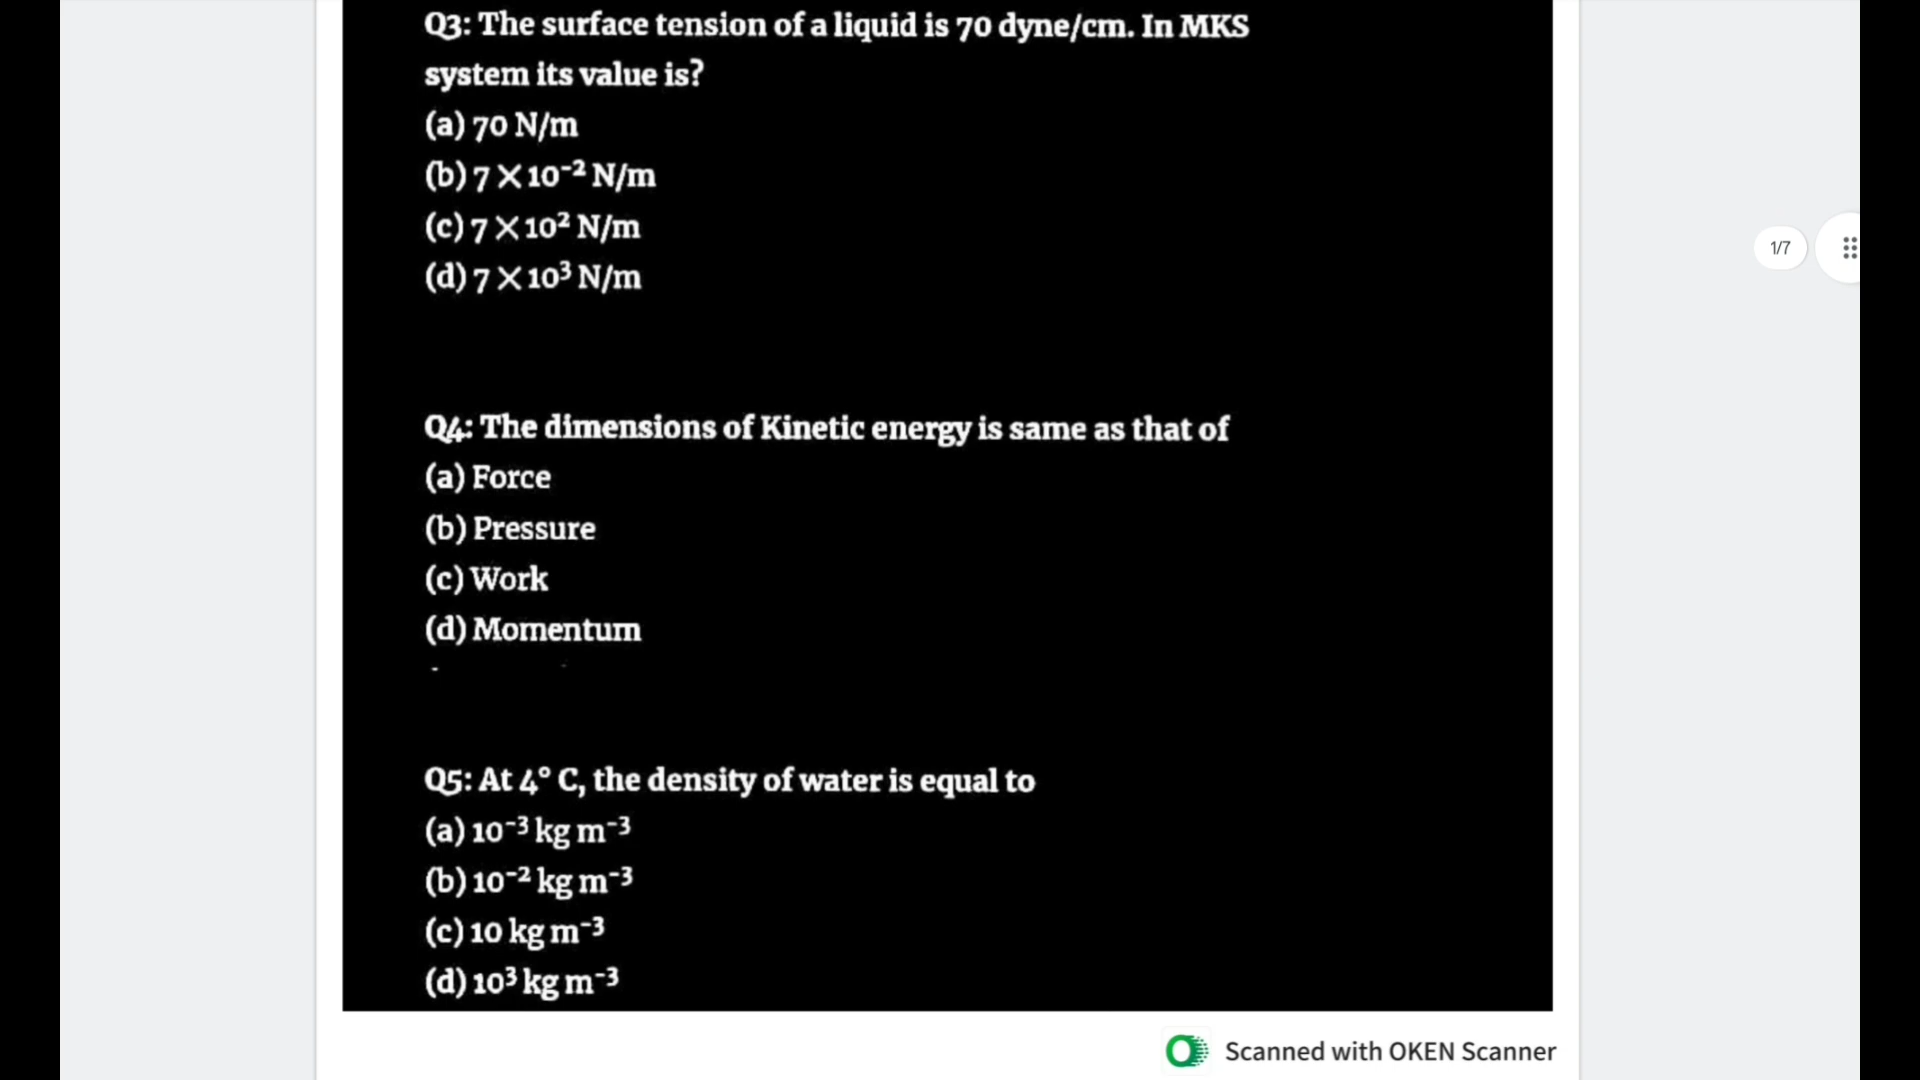 Q3: The surface tension of a liquid is 70 dyne/cm. In MKS
system its value is?
(a) 70 N/m
(b) 7 × 10⁻² N/m
(c) 7 × 10² N/m
(d) 7 × 10³ N/m
1/7
Q4: The dimensions of Kinetic energy is same as that of
(a) Force
(b) Pressure
(c) Work
(d) Momentum
Q5: At 4° C, the density of water is equal to
(a) 10⁻³ kg m⁻³
(b) 10⁻² kg m⁻³
(c) 10 kg m⁻³
(d) 10³ kg m⁻³
Scanned with OKEN Scanner